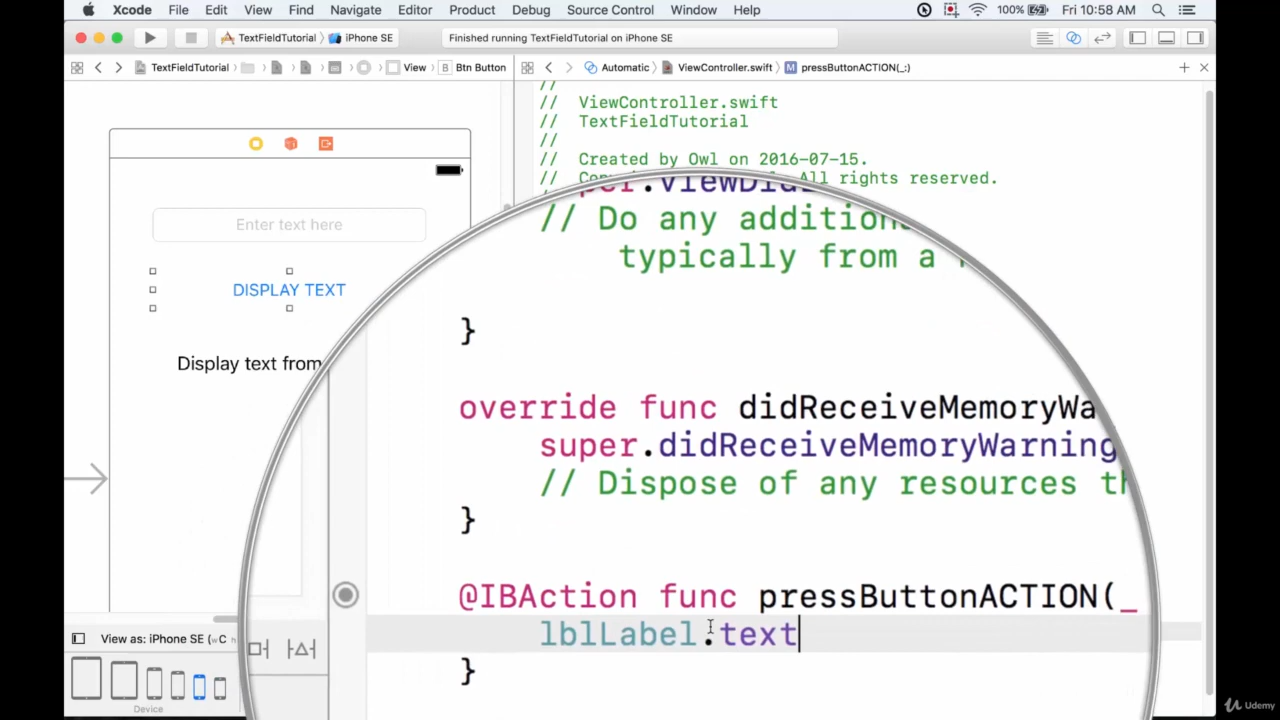 Xcode File Edit View Find Navigate Editor Product Debug Source Control Window Help 100% Fri 10:58 AM
TextFieldTutorial iPhone SE Finished running TextFieldTutorial on iPhone SE
TextFieldTutorial View B Btn Button Automatic ViewController.swift M pressButtonACTION(_:)
//
// ViewController.swift
// TextFieldTutorial
//
// Created by Owl on 2016-07-15.
All rights reserved.
// Do any addition
typically from a
Enter text here
DISPLAY TEXT
Display text from
}
override func didReceiveMemoryWa
super.didReceiveMemoryWarning
// Dispose of any resources th
}
@IBAction func pressButtonACTION(_
lblLabel.text
}
View as: iPhone SE (wC
Device
Udemy